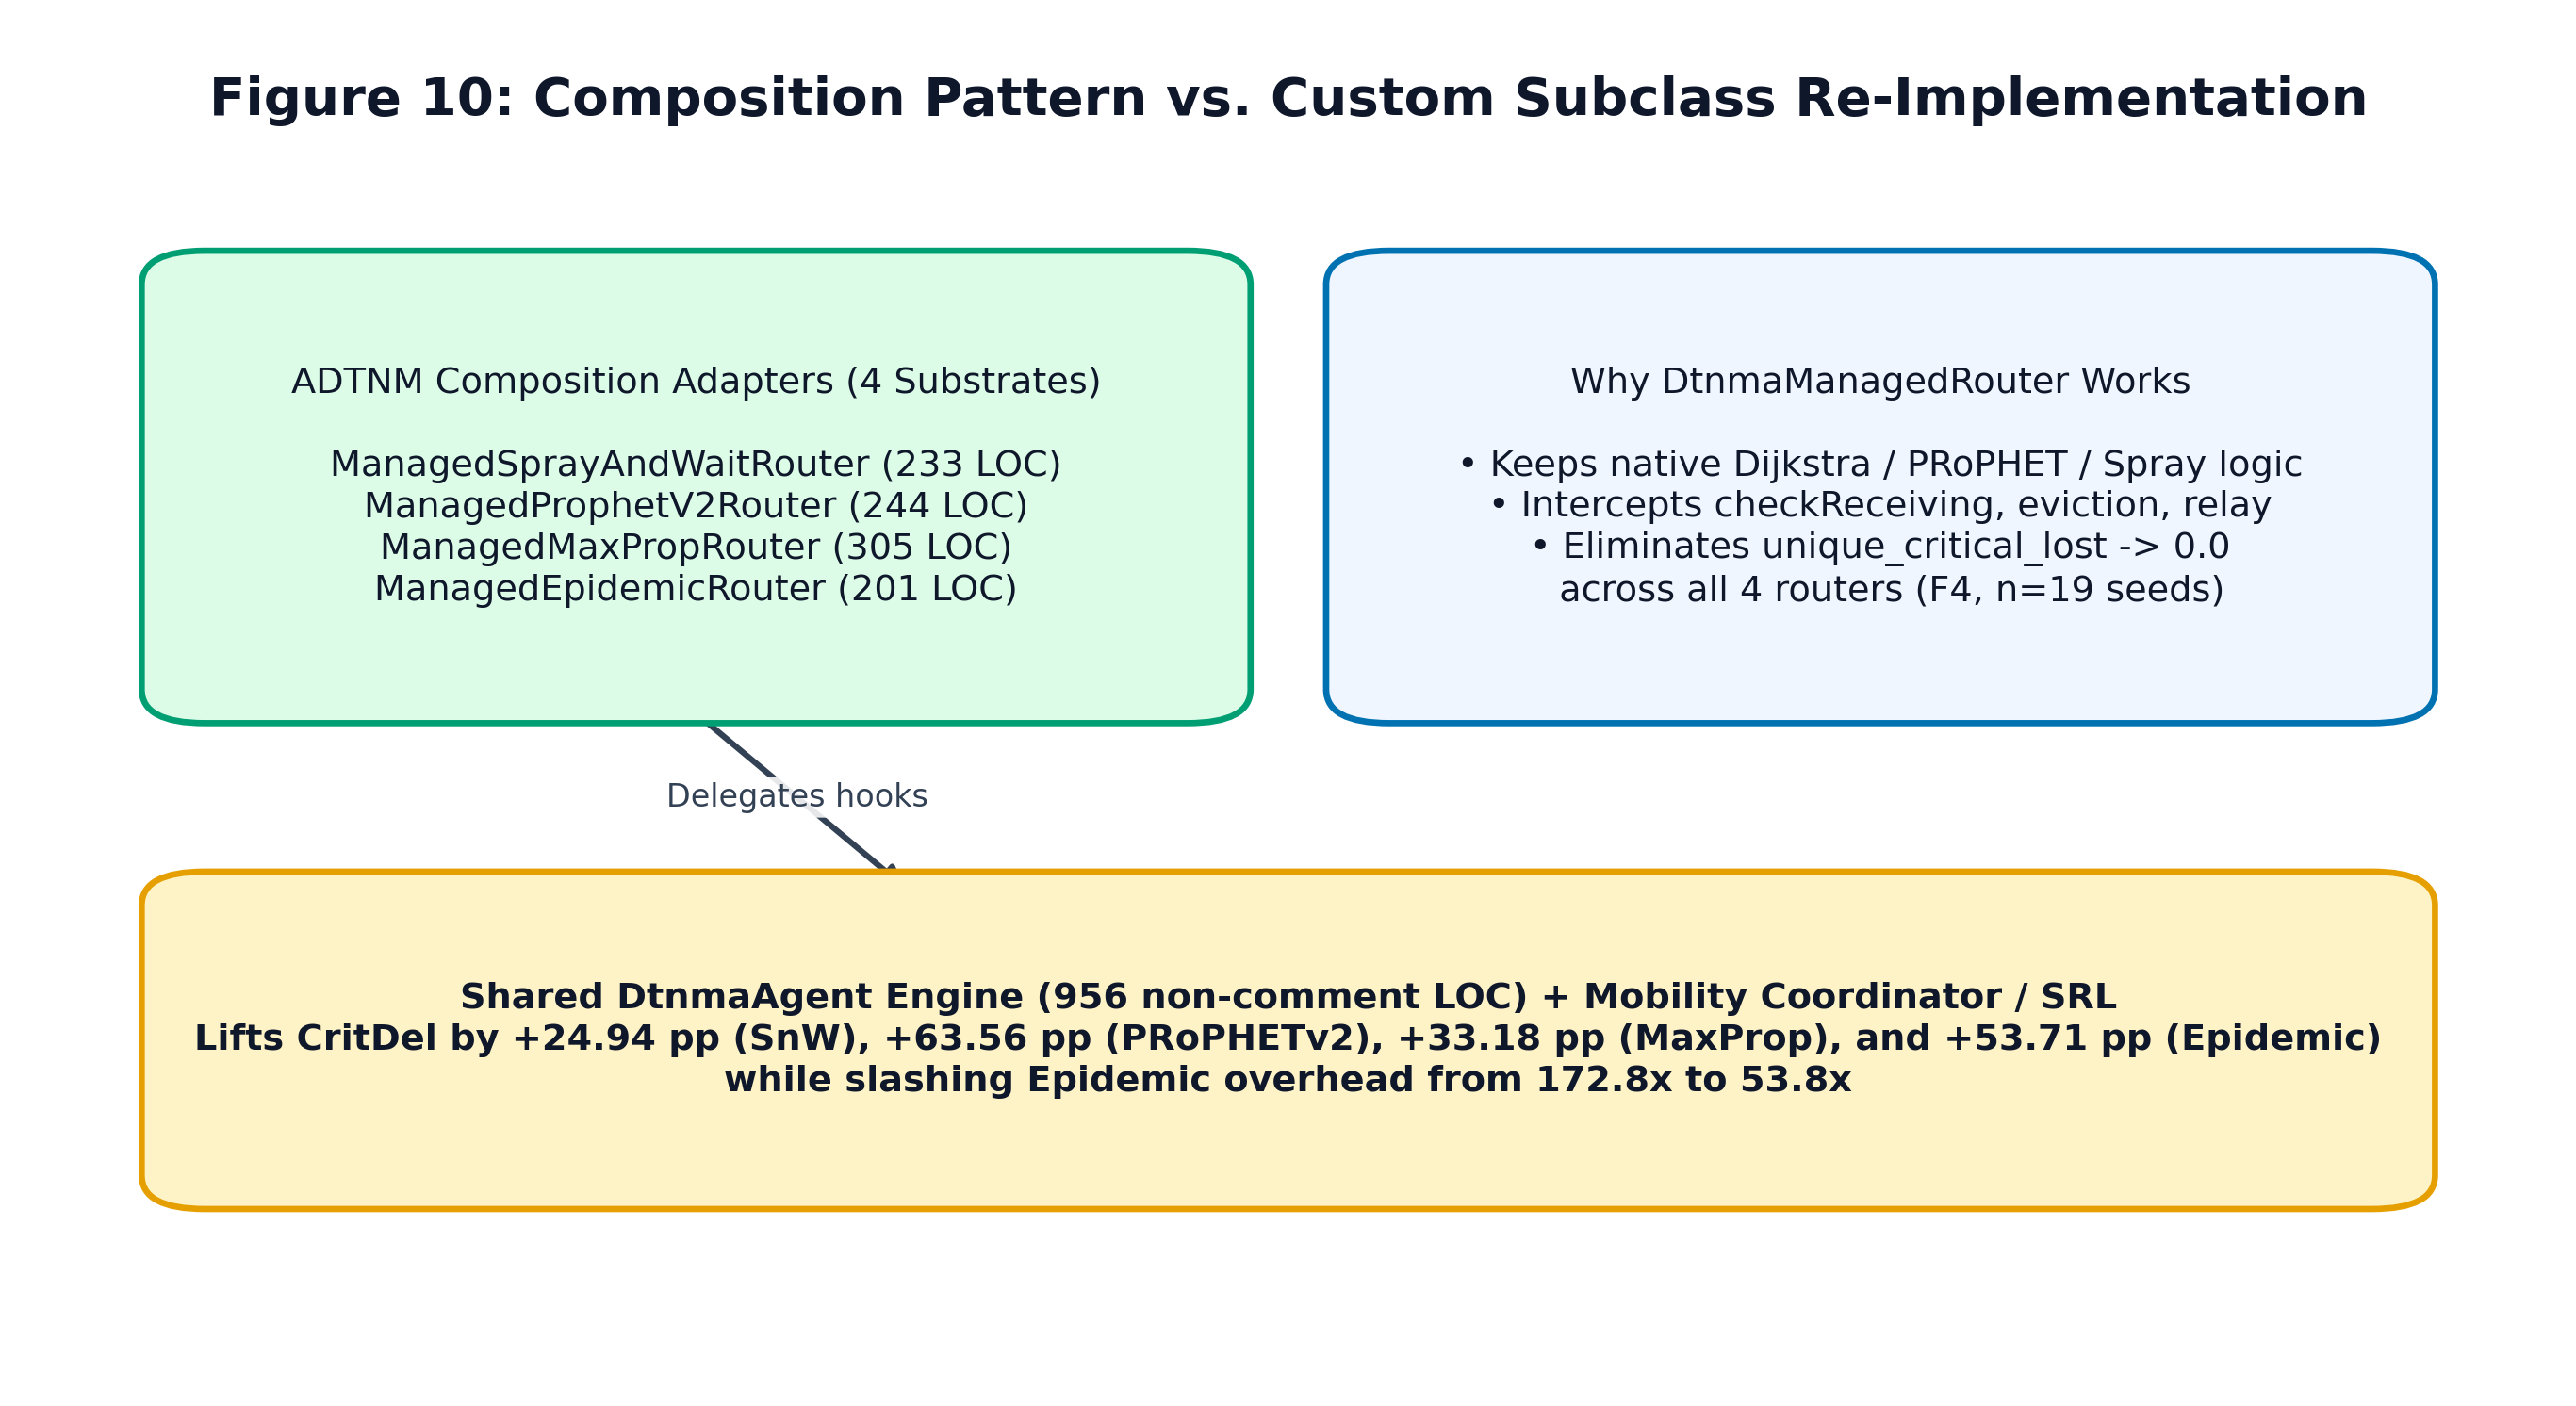 Figure 10: Composition Pattern vs. Custom Subclass Re-Implementation
ADTNM Composition Adapters (4 Substrates)
ManagedSprayAndWaitRouter (233 LOC)
ManagedProphetV2Router (244 LOC)
ManagedMaxPropRouter (305 LOC)
ManagedEpidemicRouter (201 LOC)
Why DtnmaManagedRouter Works
• Keeps native Dijkstra / PRoPHET / Spray logic
• Intercepts checkReceiving, eviction, relay
• Eliminates unique_critical_lost -> 0.0
across all 4 routers (F4, n=19 seeds)
Delegates hooks
Shared DtnmaAgent Engine (956 non-comment LOC) + Mobility Coordinator / SRL
Lifts CritDel by +24.94 pp (SnW), +63.56 pp (PRoPHETv2), +33.18 pp (MaxProp), and +53.71 pp (Epidemic)
while slashing Epidemic overhead from 172.8x to 53.8x